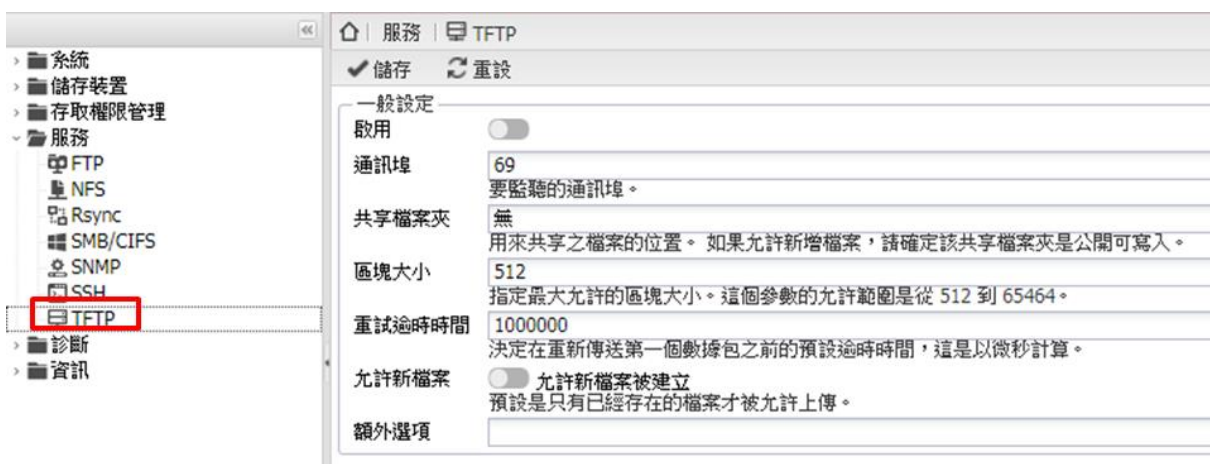 服務 | TFTP
系統
儲存裝置
存取權限管理
服務
FTP
NFS
Rsync
SMB/CIFS
SNMP
SSH
TFTP
診斷
資訊
儲存 重設
一般設定
啟用
通訊埠 69
要監聽的通訊埠。
共享檔案夾 無
用來共享之檔案的位置。 如果允許新增檔案，請確定該共享檔案夾是公開可寫入。
區塊大小 512
指定最大允許的區塊大小。這個參數的允許範圍是從 512 到 65464。
重試逾時時間 1000000
決定在重新傳送第一個數據包之前的預設逾時時間，這是以微秒計算。
允許新檔案 允許新檔案被建立
預設是只有已經存在的檔案才被允許上傳。
額外選項